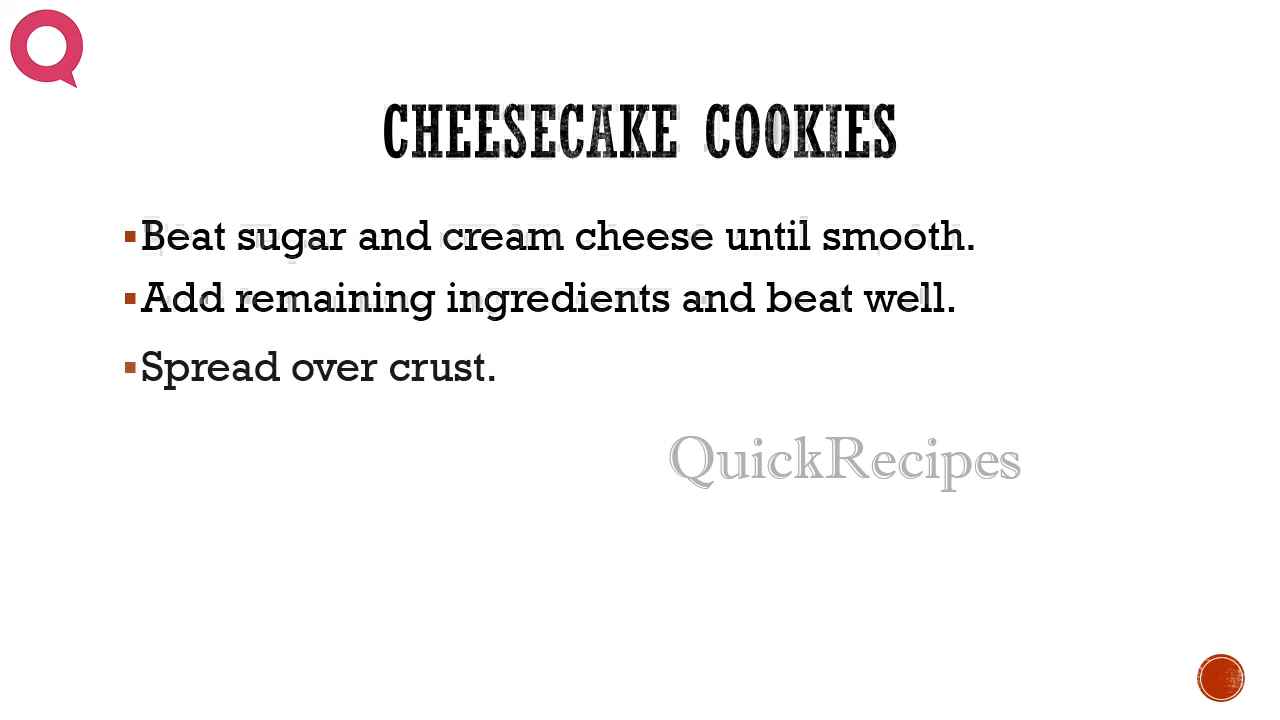 CHEESECAKE COOKIES
▪Beat sugar and cream cheese until smooth.
▪Add remaining ingredients and beat well.
▪Spread over crust.
QuickRecipes